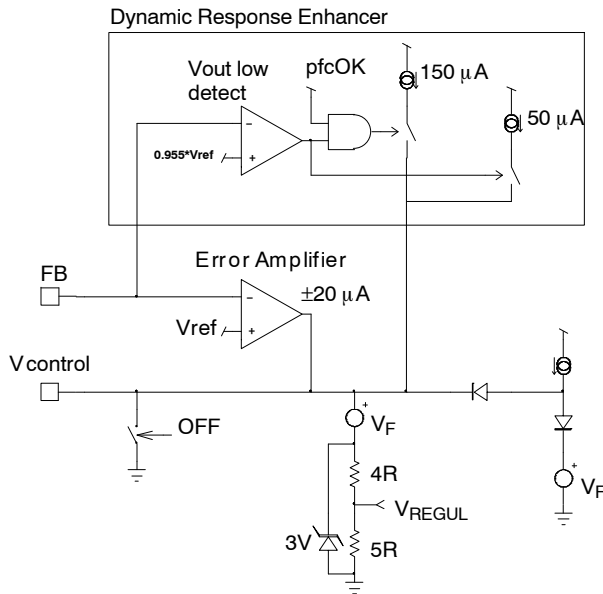 Dynamic Response Enhancer
Vout low
detect
pfcOK
150 µA
50 µA
−
0.955*Vref
+
Error Amplifier
FB
−
±20 µA
Vref
+
Vcontrol
OFF
+
VF
4R
VREGUL
3V
5R
+
VF